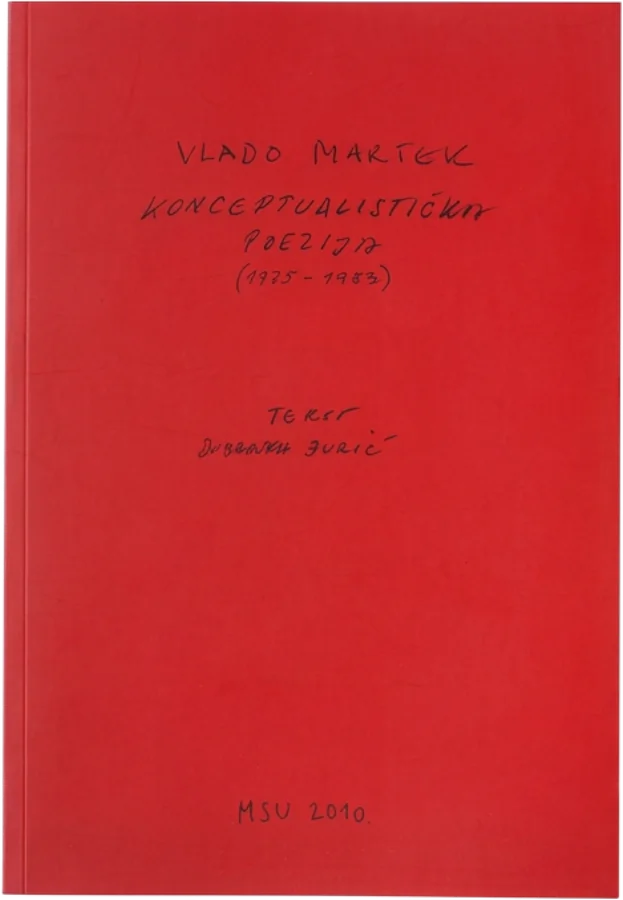 VLADO MARTEK
KONCEPTUALISTIČKA
POEZIJA
(1975 - 1983)
TEKST
DUBRAVKA ĐURIĆ
MSU 2010.